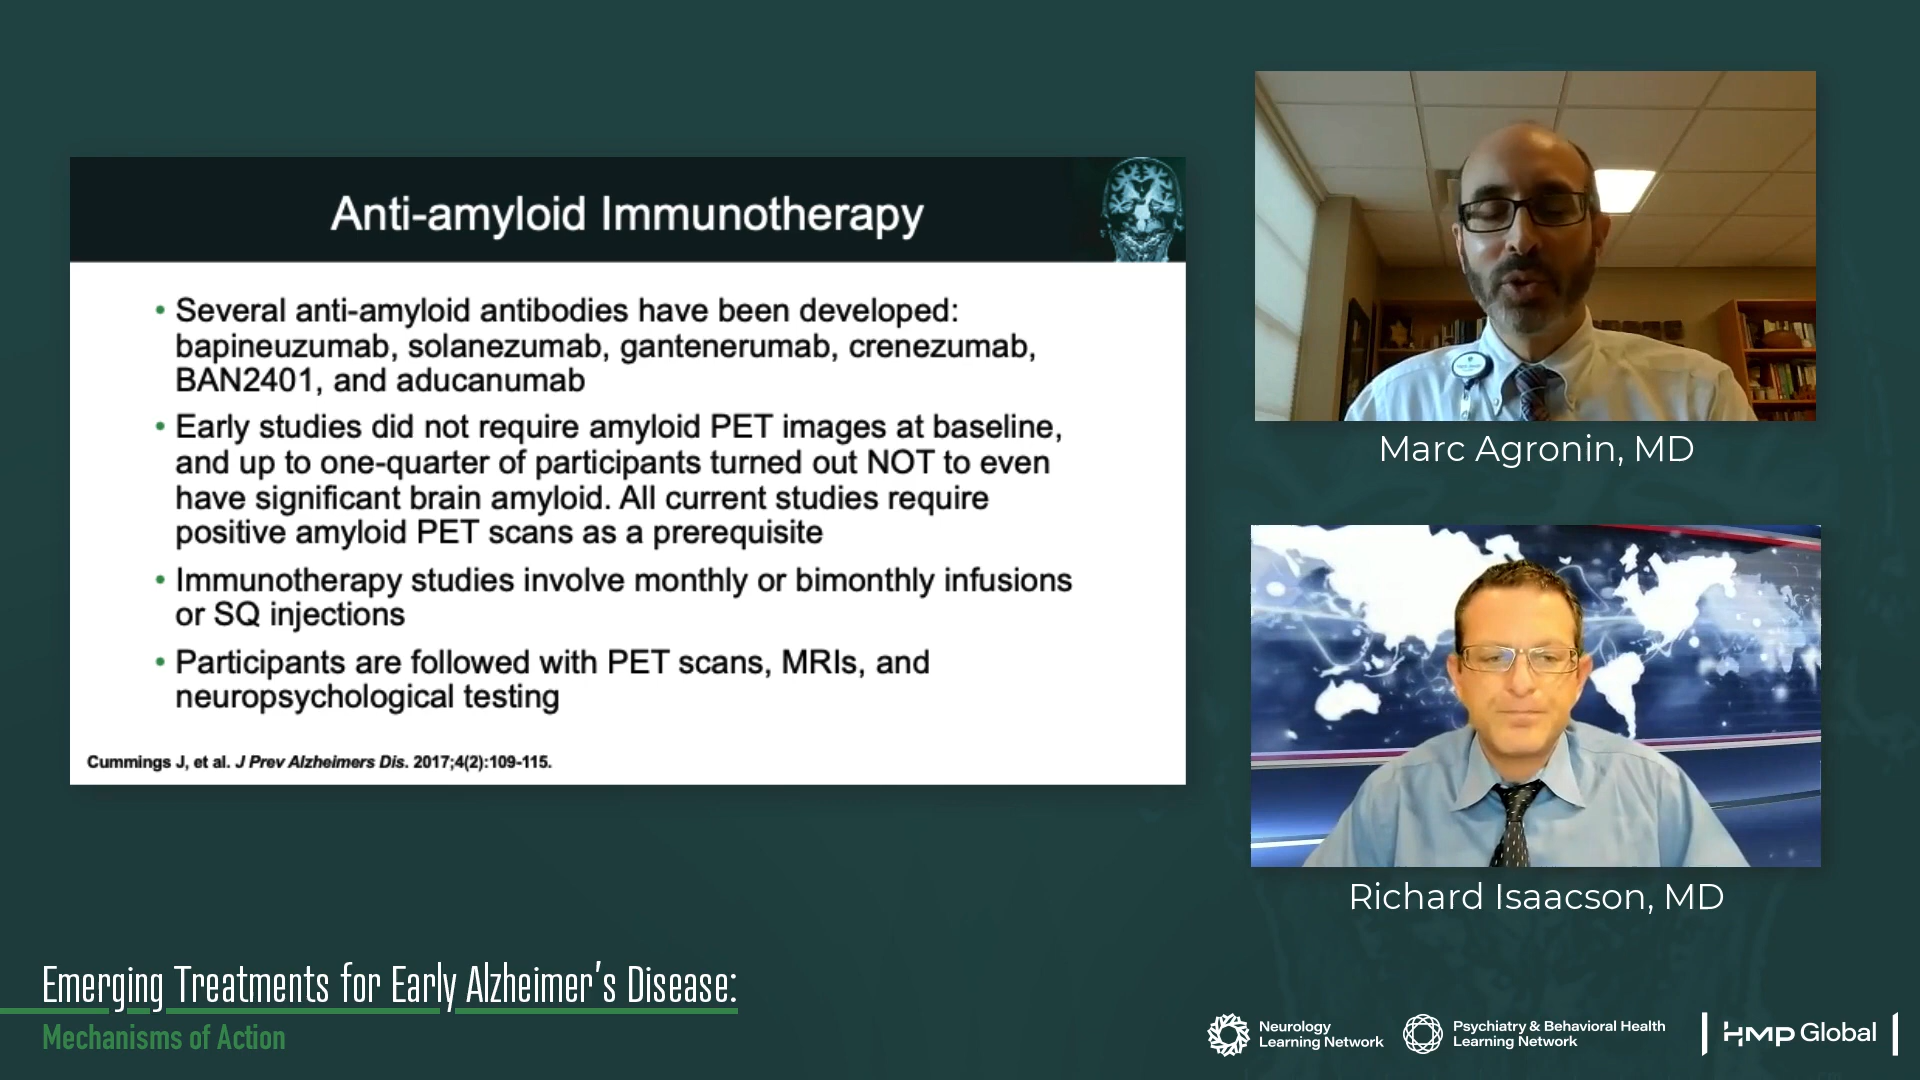 Anti-amyloid Immunotherapy
• Several anti-amyloid antibodies have been developed:
bapineuzumab, solanezumab, gantenerumab, crenezumab,
BAN2401, and aducanumab
• Early studies did not require amyloid PET images at baseline,
and up to one-quarter of participants turned out NOT to even
have significant brain amyloid. All current studies require
positive amyloid PET scans as a prerequisite
• Immunotherapy studies involve monthly or bimonthly infusions
or SQ injections
• Participants are followed with PET scans, MRIs, and
neuropsychological testing
Cummings J, et al. J Prev Alzheimers Dis. 2017;4(2):109-115.
Marc Agronin, MD
Richard Isaacson, MD
Emerging Treatments for Early Alzheimer's Disease:
Mechanisms of Action
Neurology
Learning Network
Psychiatry & Behavioral Health
Learning Network
HMP Global